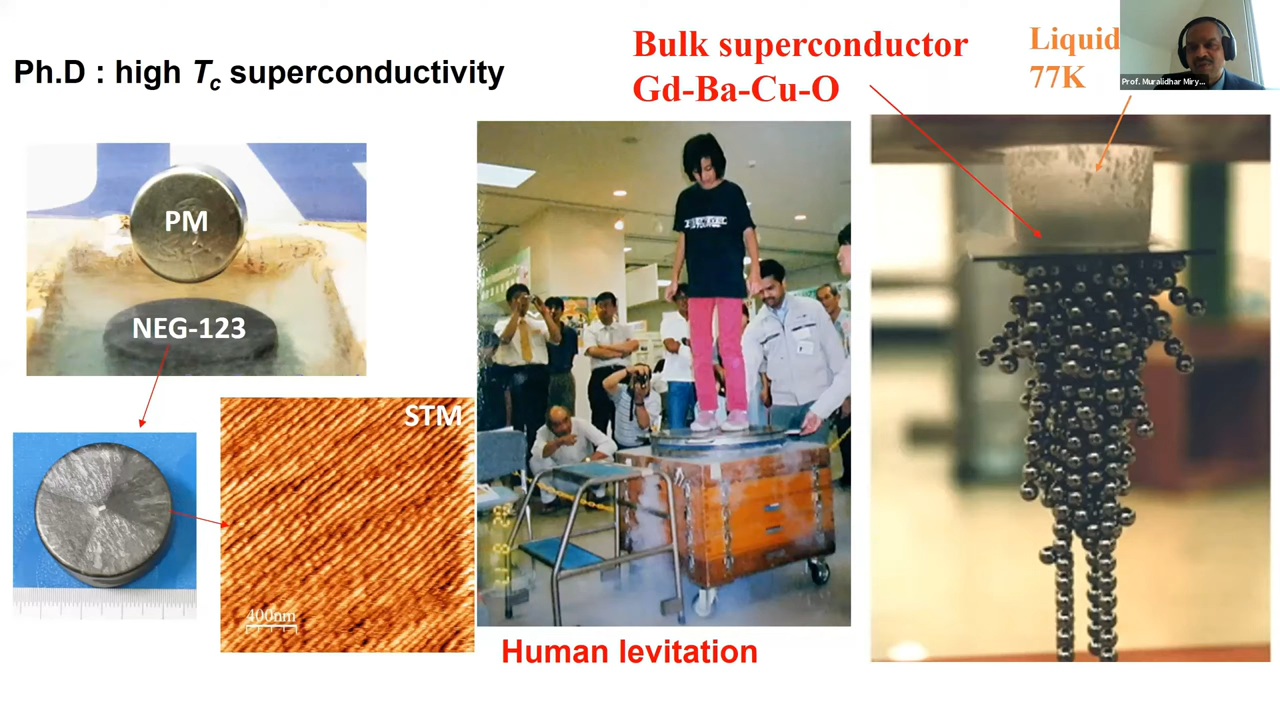 Ph.D : high Tc superconductivity
Bulk superconductor
Gd-Ba-Cu-O
Liquid
77K
Prof. Muralidhar Miry...
PM
NEG-123
STM
400nm
Human levitation